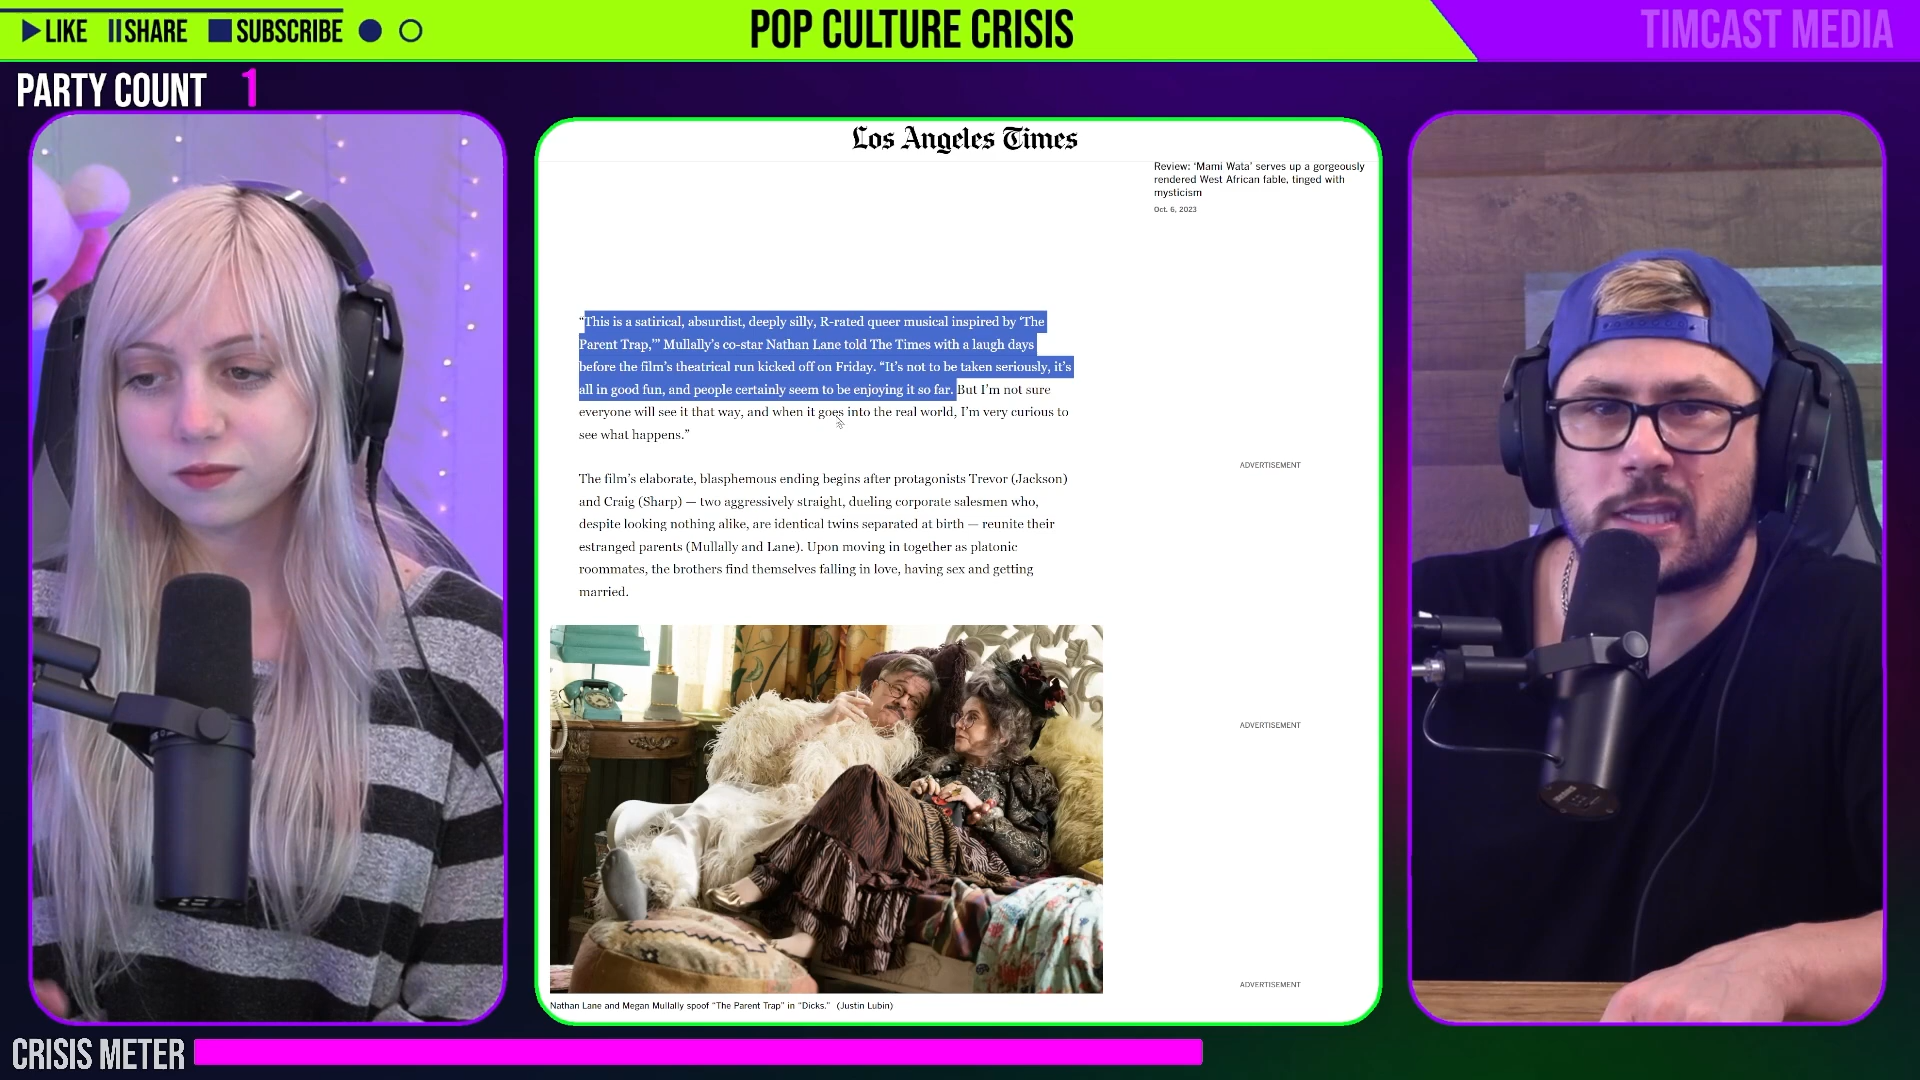 LIKE SHARE SUBSCRIBE
POP CULTURE CRISIS
TIMCAST MEDIA
PARTY COUNT 1
Los Angeles Times
Review: ‘Mami Wata’ serves up a gorgeously
rendered West African fable, tinged with
mysticism
Oct. 6, 2023
“This is a satirical, absurdist, deeply silly, R-rated queer musical inspired by ‘The
Parent Trap,’” Mullally’s co-star Nathan Lane told The Times with a laugh days
before the film’s theatrical run kicked off on Friday. “It’s not to be taken seriously, it’s
all in good fun, and people certainly seem to be enjoying it so far. But I’m not sure
everyone will see it that way, and when it goes into the real world, I’m very curious to
see what happens.”
ADVERTISEMENT
The film’s elaborate, blasphemous ending begins after protagonists Trevor (Jackson)
and Craig (Sharp) — two aggressively straight, dueling corporate salesmen who,
despite looking nothing alike, are identical twins separated at birth — reunite their
estranged parents (Mullally and Lane). Upon moving in together as platonic
roommates, the brothers find themselves falling in love, having sex and getting
married.
ADVERTISEMENT
ADVERTISEMENT
Nathan Lane and Megan Mullally spoof “The Parent Trap” in “Dicks.” (Justin Lubin)
CRISIS METER